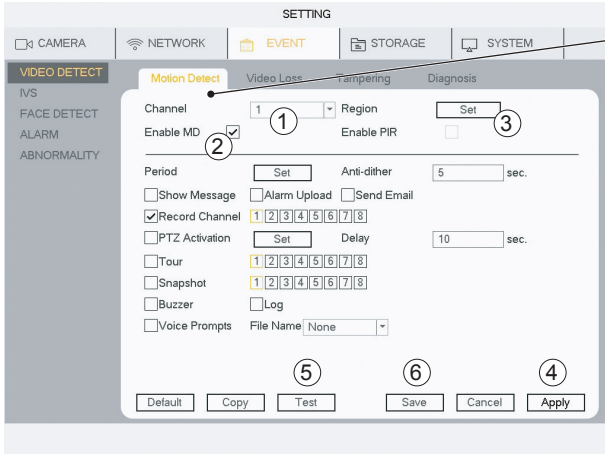 SETTING
CAMERA NETWORK EVENT STORAGE SYSTEM
VIDEO DETECT Motion Detect Video Loss Tampering Diagnosis
IVS
FACE DETECT Channel 1 1 Region Set 3
ALARM Enable MD 2 Enable PIR
ABNORMALITY
Period Set Anti-dither 5 sec.
Show Message Alarm Upload Send Email
Record Channel 1 2 3 4 5 6 7 8
PTZ Activation Set Delay 10 sec.
Tour 1 2 3 4 5 6 7 8
Snapshot 1 2 3 4 5 6 7 8
Buzzer Log
Voice Prompts File Name None
5 6 4
Default Copy Test Save Cancel Apply